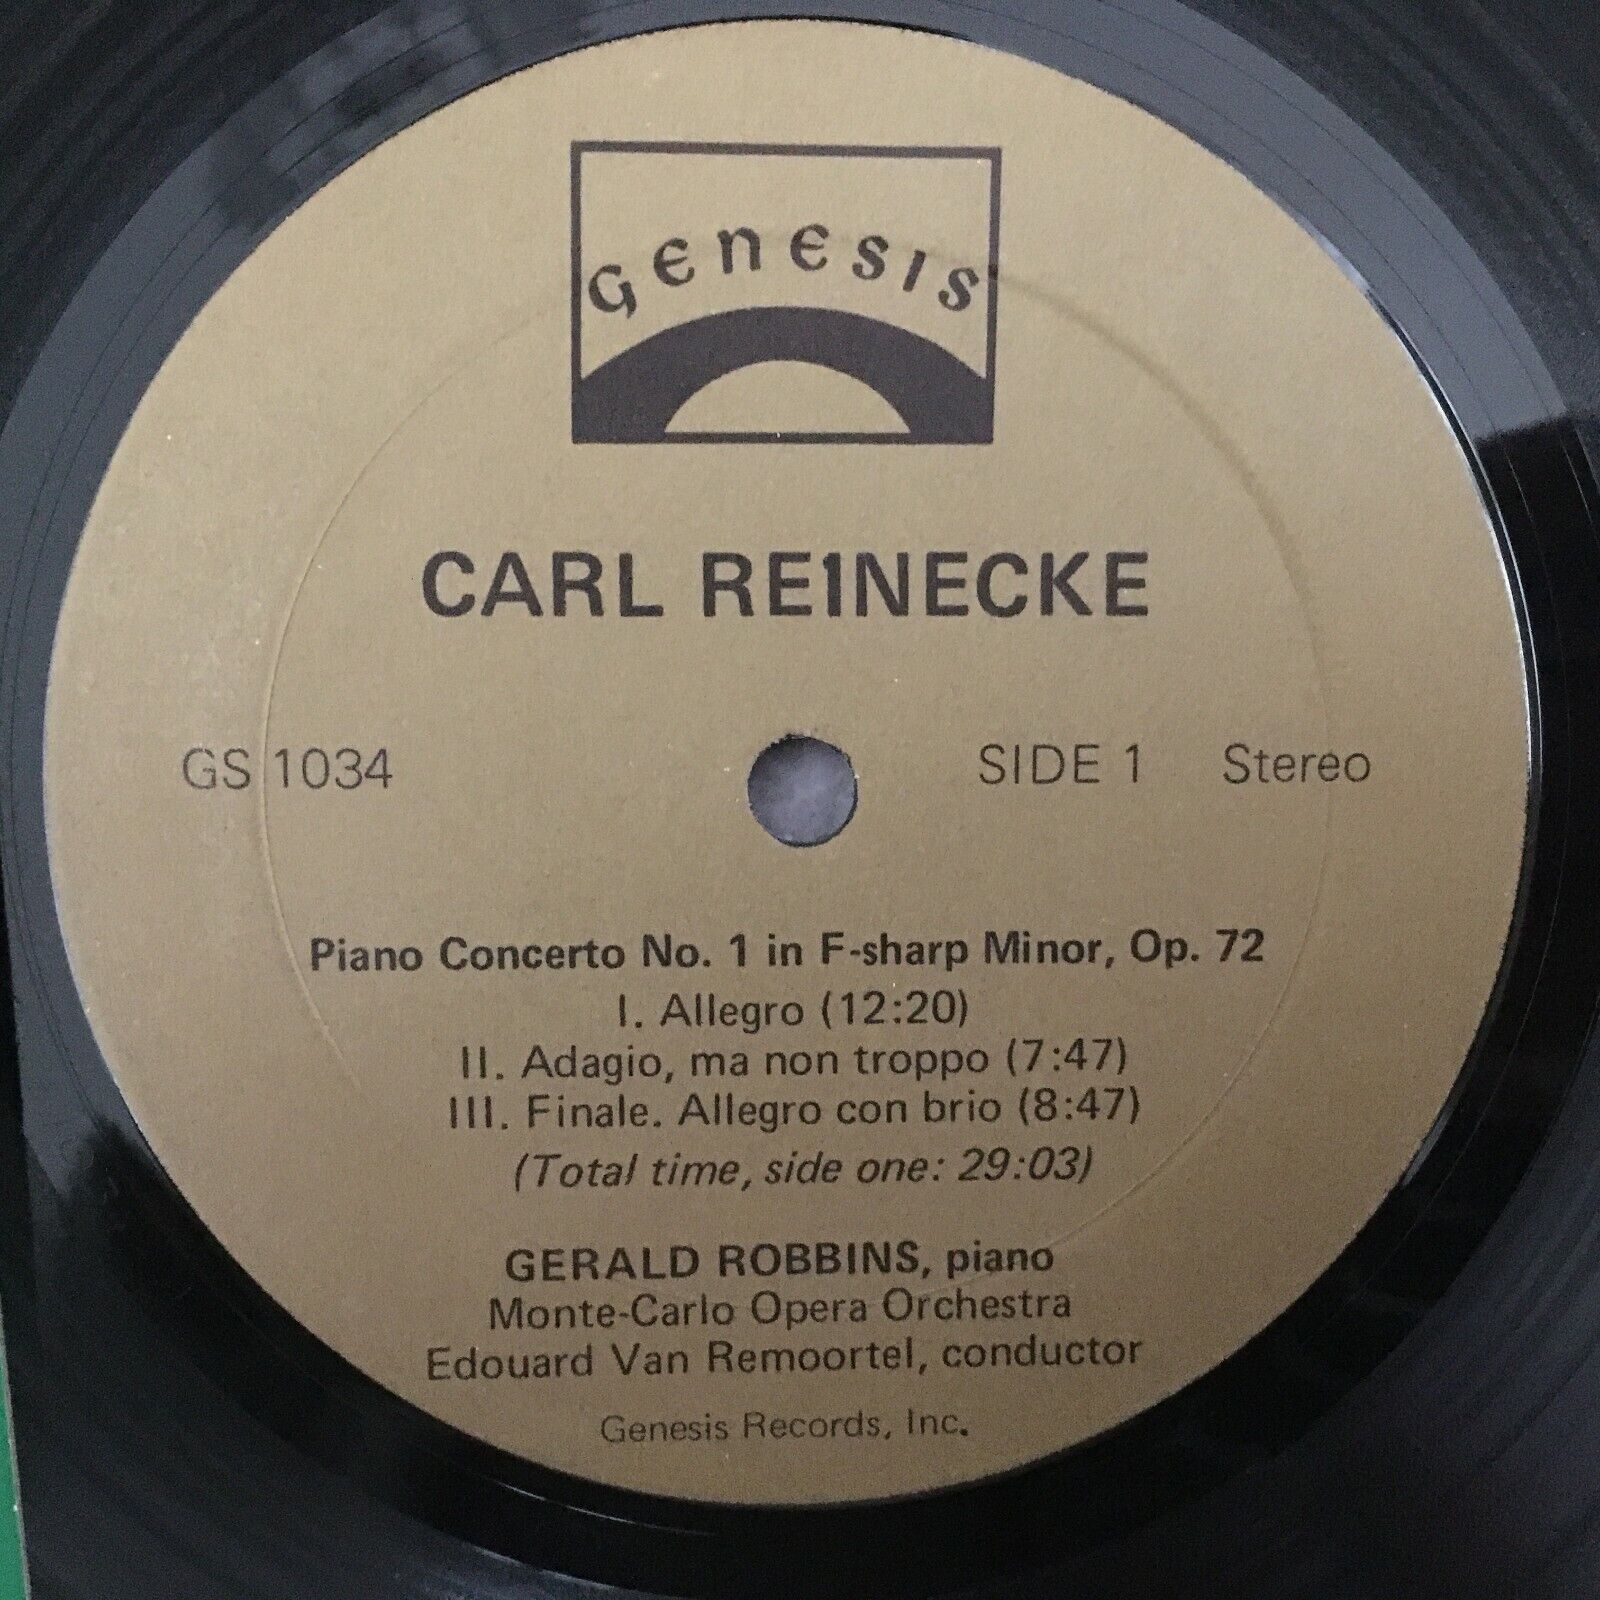 GENESIS
CARL REINECKE
GS 1034 SIDE 1 Stereo
Piano Concerto No. 1 in F-sharp Minor, Op. 72
I. Allegro (12:20)
II. Adagio, ma non troppo (7:47)
III. Finale. Allegro con brio (8:47)
(Total time, side one: 29:03)
GERALD ROBBINS, piano
Monte-Carlo Opera Orchestra
Edouard Van Remoortel, conductor
Genesis Records, Inc.